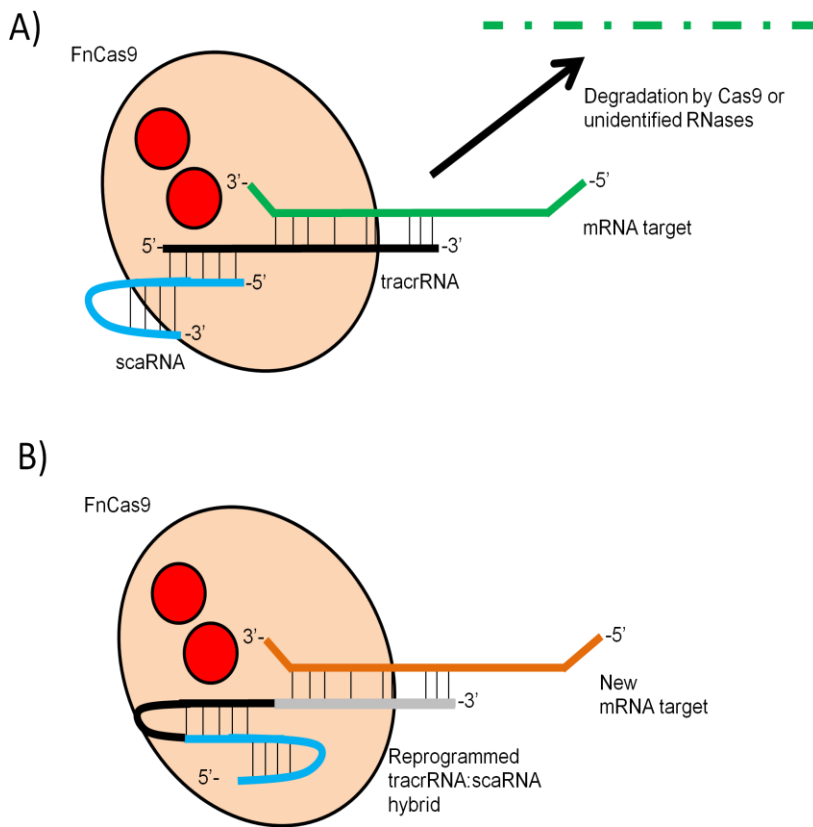 A)
FnCas9
Degradation by Cas9 or
unidentified RNases
3’-
-5’
mRNA target
5’-
-3’
tracrRNA
-5’
-3’
scaRNA
B)
FnCas9
3’-
-5’
New
mRNA target
-3’
Reprogrammed
tracrRNA:scaRNA
hybrid
5’-